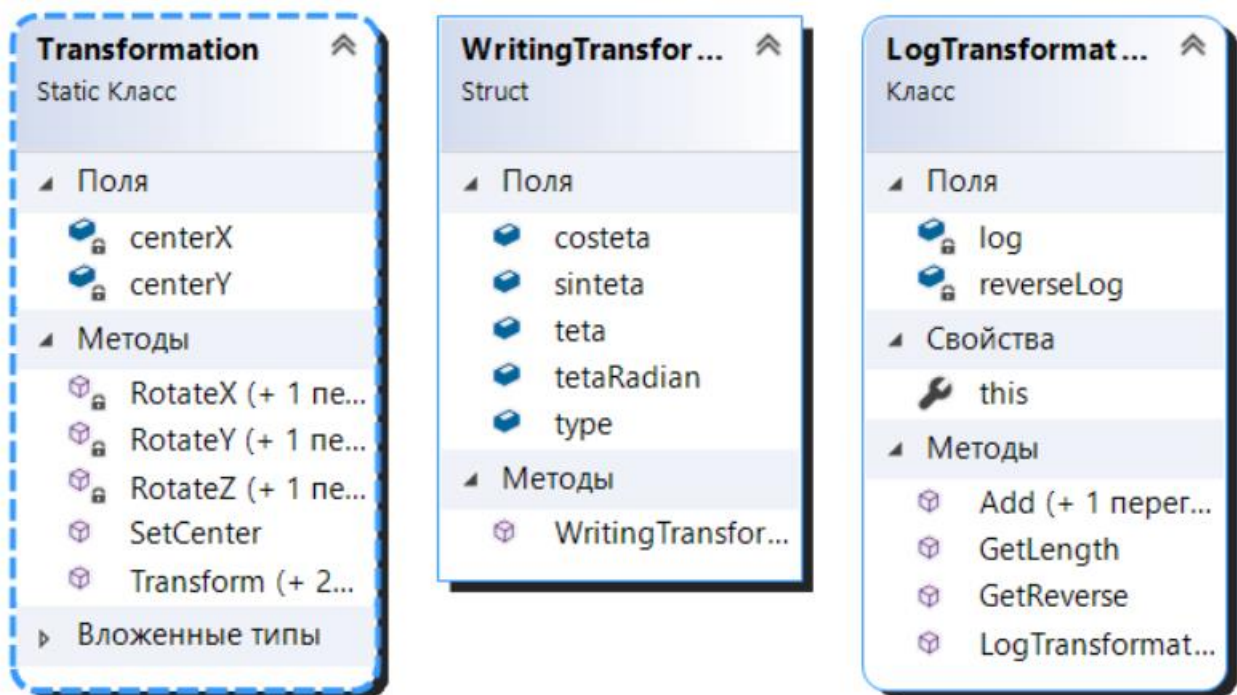 Transformation
Static Класс
Поля
centerX
centerY
Методы
RotateX (+ 1 пе...
RotateY (+ 1 пе...
RotateZ (+ 1 пе...
SetCenter
Transform (+ 2...
Вложенные типы
WritingTransfor...
Struct
Поля
costeta
sinteta
teta
tetaRadian
type
Методы
WritingTransfor...
LogTransformat...
Класс
Поля
log
reverseLog
Свойства
this
Методы
Add (+ 1 перег...
GetLength
GetReverse
LogTransformat...